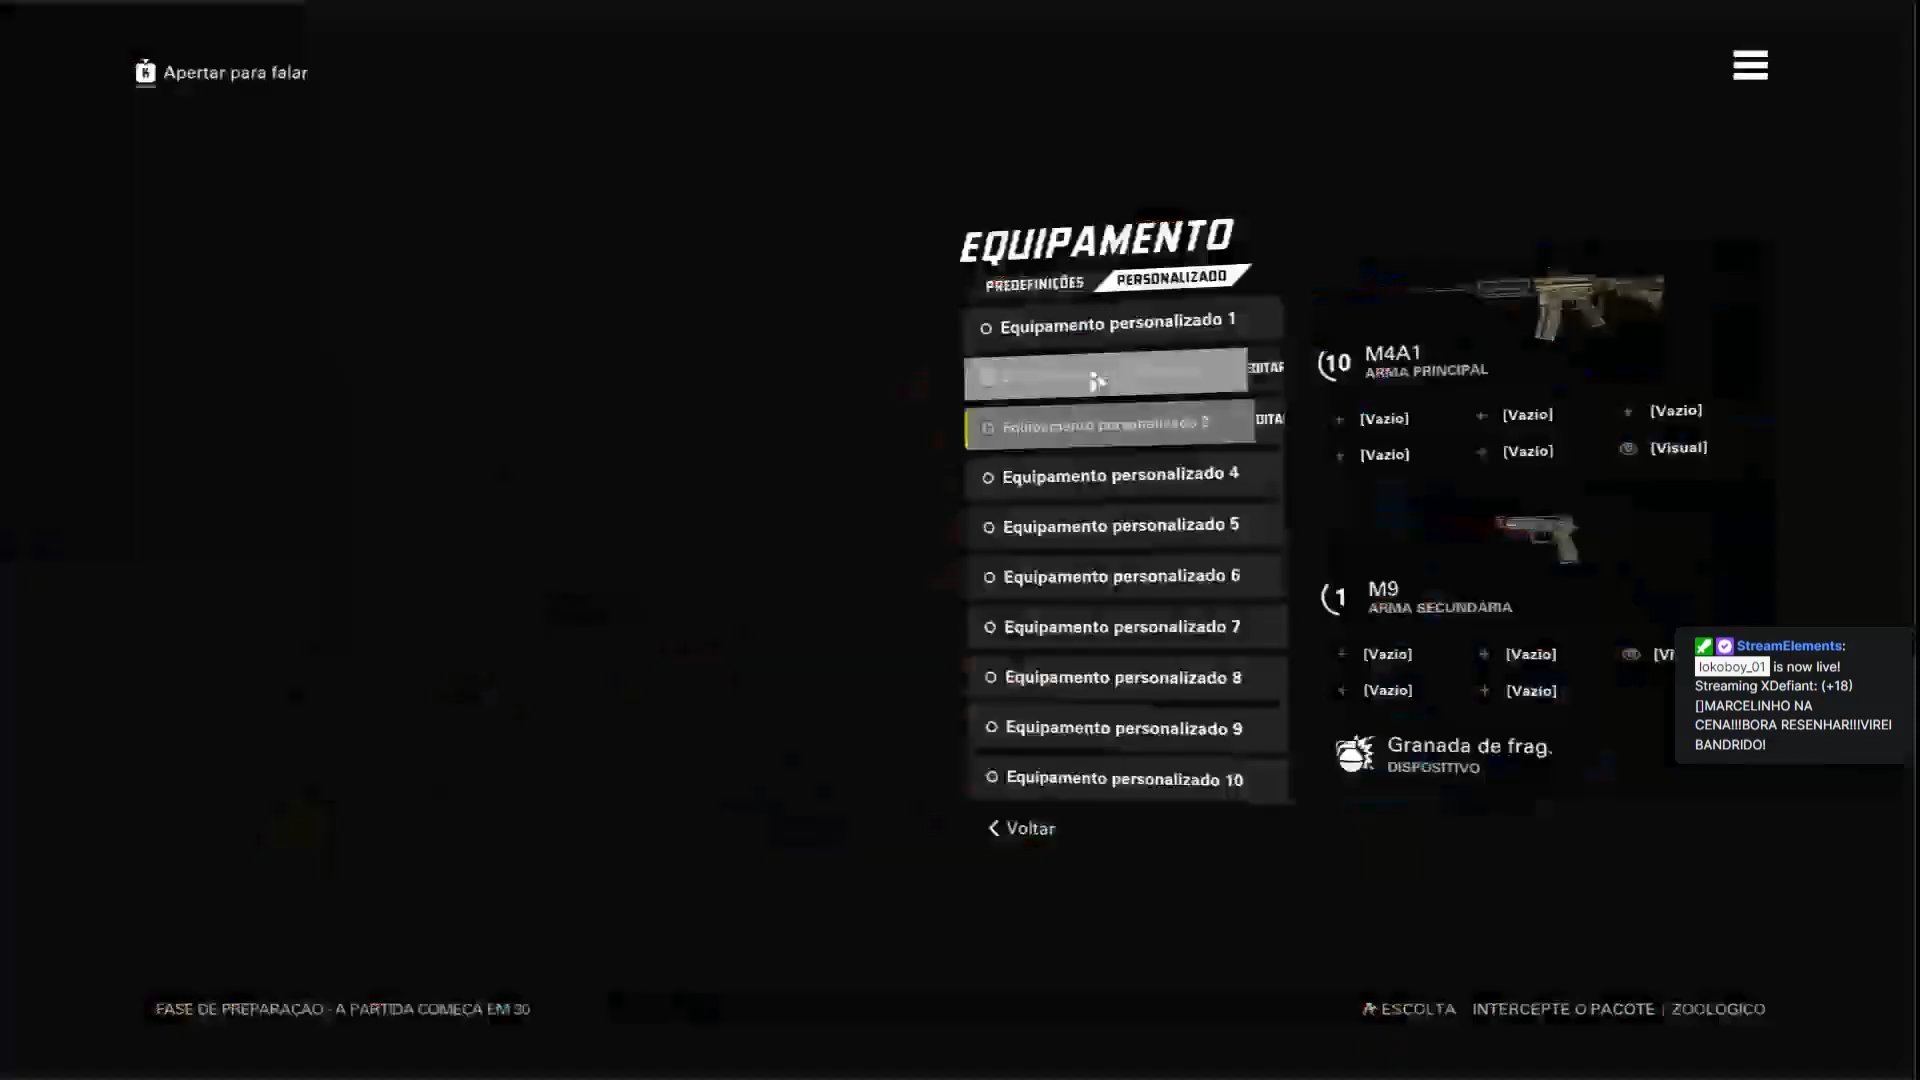 Apertar para falar
EQUIPAMENTO
PREDEFINIÇÕES
PERSONALIZADO
Equipamento personalizado 1
EDITAR
Equipamento personalizado
Equipamento personalizado 4
Equipamento personalizado 5
Equipamento personalizado 6
Equipamento personalizado 7
Equipamento personalizado 8
Equipamento personalizado 9
Equipamento personalizado 10
Voltar
10
M4A1
ARMA PRINCIPAL
+ [Vazio]
+ [Vazio]
+ [Vazio]
+ [Vazio]
+ [Vazio]
[Visual]
1
M9
ARMA SECUNDÁRIA
+ [Vazio]
+ [Vazio]
[Vi
+ [Vazio]
+ [Vazio]
Granada de frag.
DISPOSITIVO
StreamElements:
lokoboy_01 is now live!
Streaming XDefiant: (+18)
[]MARCELINHO NA
CENA!!!BORA RESENHAR!!!VIREI
BANDRIDO!
FASE DE PREPARAÇÃO - A PARTIDA COMEÇA EM 30
ESCOLTA
INTERCEPTE O PACOTE | ZOOLÓGICO